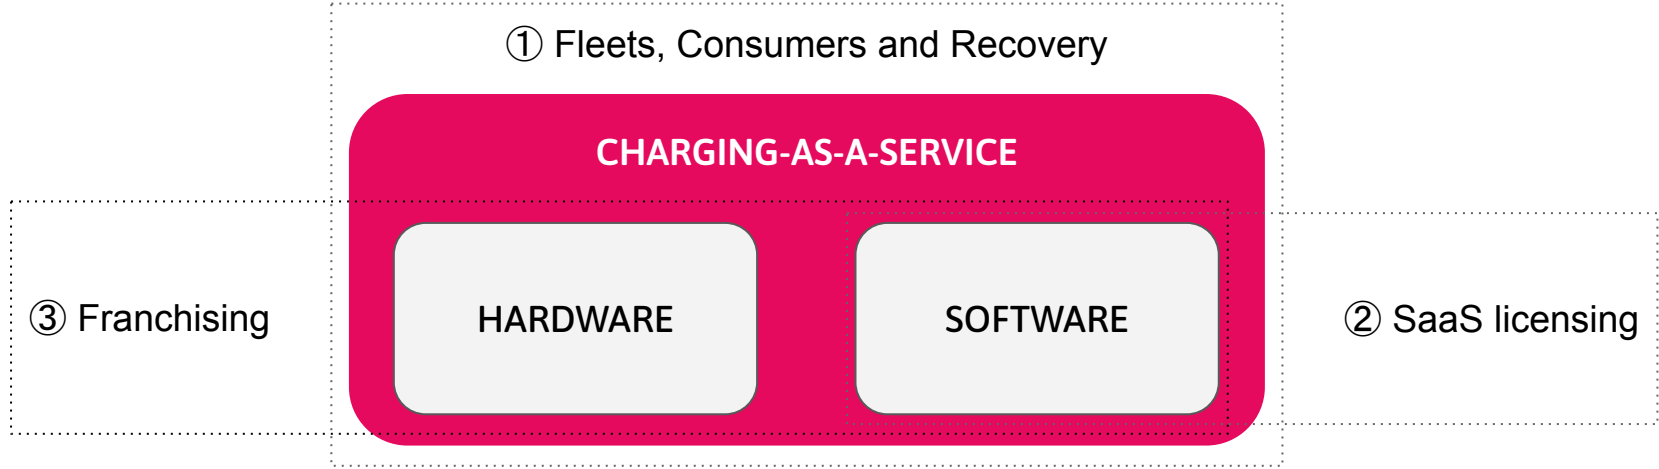 ① Fleets, Consumers and Recovery
CHARGING-AS-A-SERVICE
③ Franchising
HARDWARE
SOFTWARE
② SaaS licensing